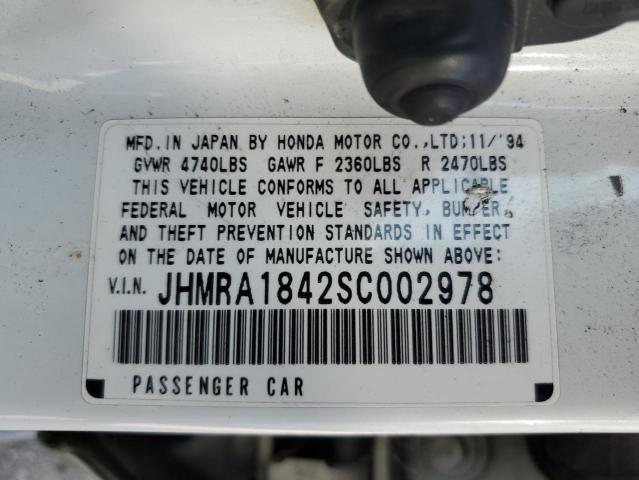 MFD. IN JAPAN BY HONDA MOTOR CO., LTD; 11/'94
GVWR 4740LBS GAWR F 2360LBS R 2470LBS
THIS VEHICLE CONFORMS TO ALL APPLICABLE
FEDERAL MOTOR VEHICLE SAFETY, BUMPER,
AND THEFT PREVENTION STANDARDS IN EFFECT
ON THE DATE OF MANUFACTURE SHOWN ABOVE:
V.I.N. JHMRA1842SC002978
PASSENGER CAR